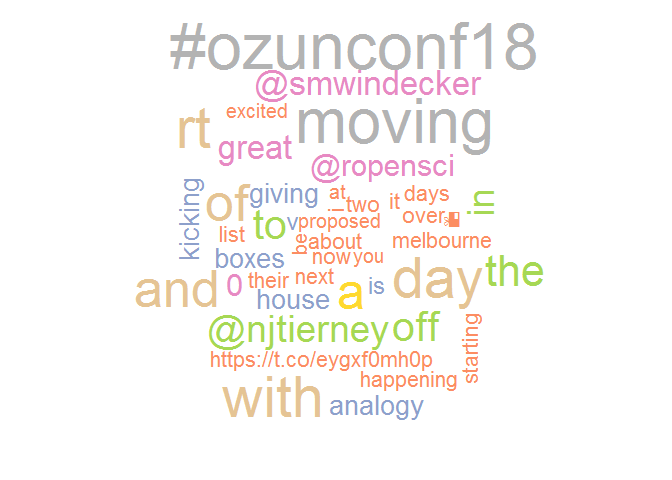 #ozunconf18
@smwindecker
excited
rt
moving
great
@ropensci
kicking
of
giving
at
two
it
days
in
i
over
list
to
v
proposed
be
about
melbourne
boxes
now
you
and
0
their
next
house
a
is
day
the
@njtierney
off
starting
https://t.co/eygxf0mh0p
happening
with
analogy